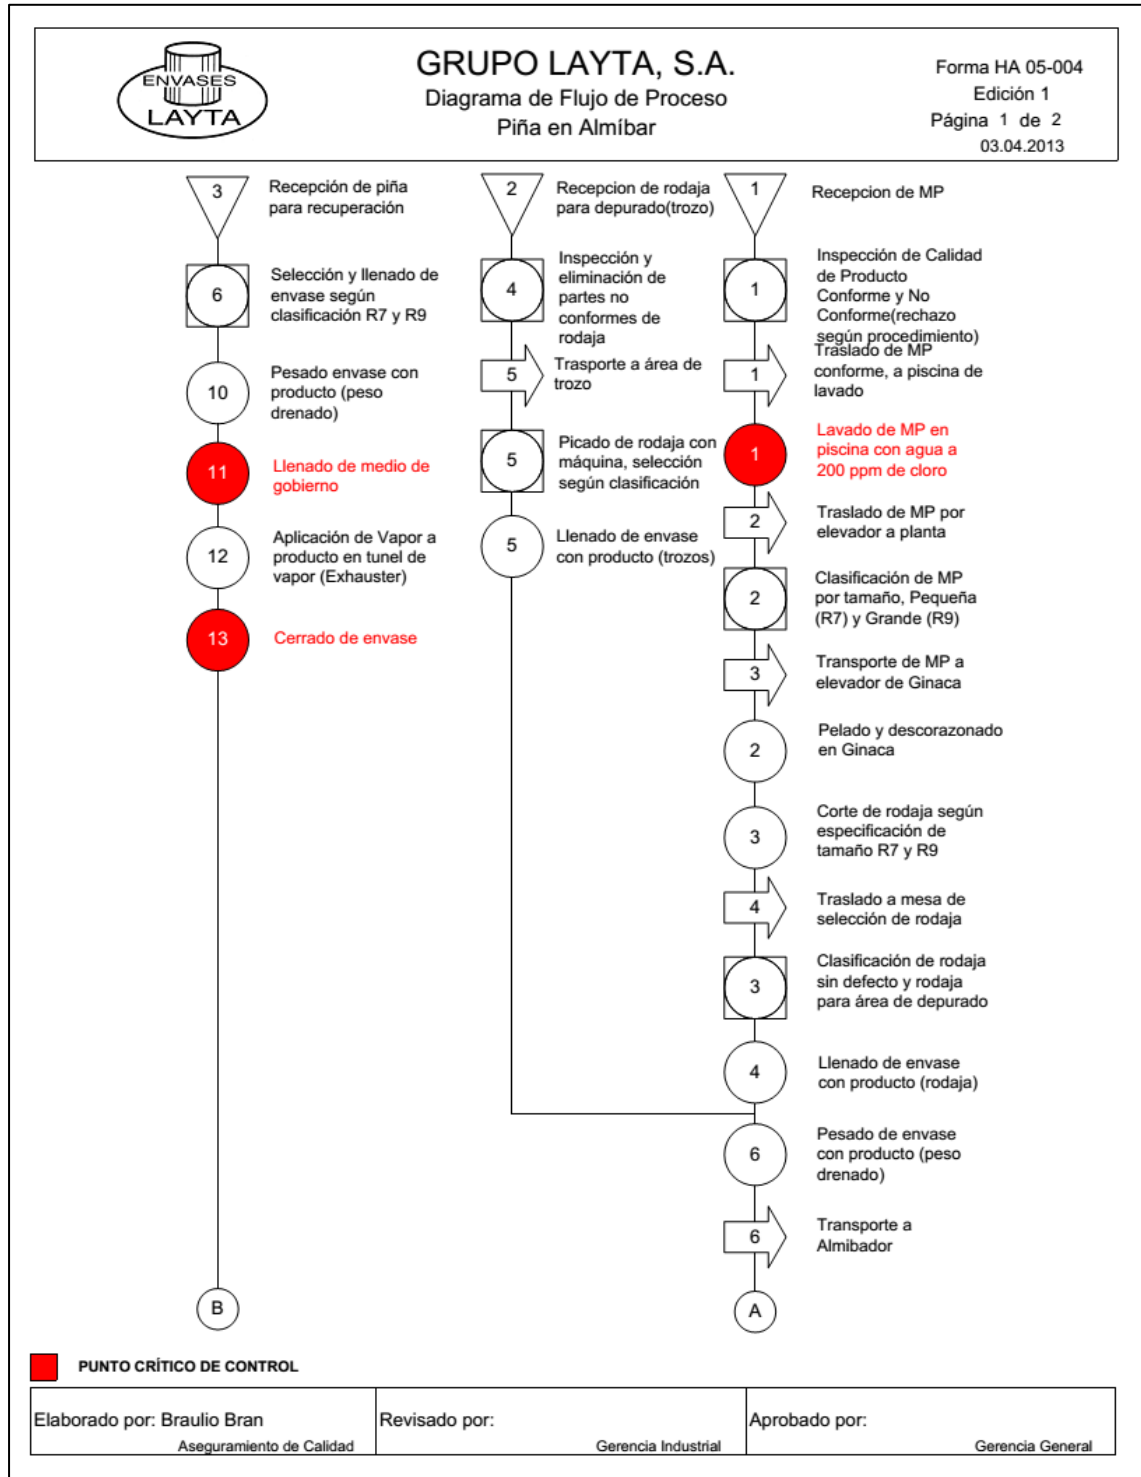 ENVASES
LAYTA
GRUPO LAYTA, S.A.
Diagrama de Flujo de Proceso
Piña en Almíbar
Forma HA 05-004
Edición 1
Página 1 de 2
03.04.2013
3
Recepción de piña
para recuperación
6
Selección y llenado de
envase según
clasificación R7 y R9
10
Pesado envase con
producto (peso
drenado)
11
Llenado de medio de
gobierno
12
Aplicación de Vapor a
producto en tunel de
vapor (Exhauster)
13
Cerrado de envase
B
2
Recepcion de rodaja
para depurado(trozo)
4
Inspección y
eliminación de
partes no
conformes de
rodaja
5
Trasporte a área de
trozo
5
Picado de rodaja con
máquina, selección
según clasificación
5
Llenado de envase
con producto (trozos)
1
Recepcion de MP
1
Inspección de Calidad
de Producto
Conforme y No
Conforme(rechazo
según procedimiento)
1
Traslado de MP
conforme, a piscina de
lavado
1
Lavado de MP en
piscina con agua a
200 ppm de cloro
2
Traslado de MP por
elevador a planta
2
Clasificación de MP
por tamaño, Pequeña
(R7) y Grande (R9)
3
Transporte de MP a
elevador de Ginaca
2
Pelado y descorazonado
en Ginaca
3
Corte de rodaja según
especificación de
tamaño R7 y R9
4
Traslado a mesa de
selección de rodaja
3
Clasificación de rodaja
sin defecto y rodaja
para área de depurado
4
Llenado de envase
con producto (rodaja)
6
Pesado de envase
con producto (peso
drenado)
6
Transporte a
Almibador
A
PUNTO CRÍTICO DE CONTROL
Elaborado por: Braulio Bran
Aseguramiento de Calidad
Revisado por:
Gerencia Industrial
Aprobado por:
Gerencia General